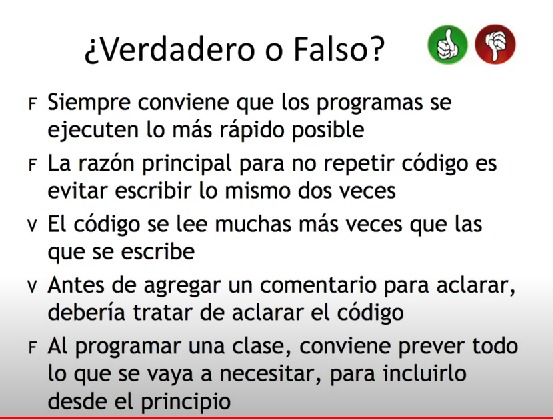 ¿Verdadero o Falso?
F Siempre conviene que los programas se
ejecuten lo más rápido posible
F La razón principal para no repetir código es
evitar escribir lo mismo dos veces
V El código se lee muchas más veces que las
que se escribe
V Antes de agregar un comentario para aclarar,
debería tratar de aclarar el código
F Al programar una clase, conviene prever todo
lo que se vaya a necesitar, para incluirlo
desde el principio